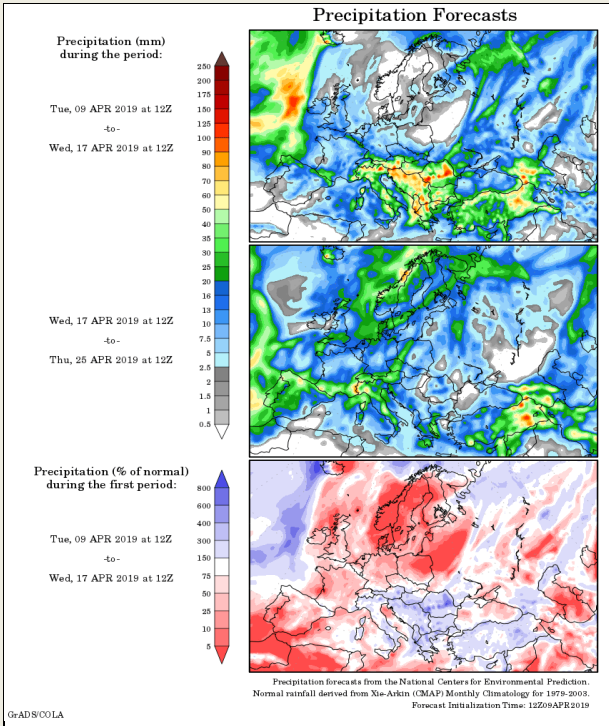 Precipitation Forecasts
Precipitation (mm)
during the period:
Tue, 09 APR 2019 at 12Z
-to-
Wed, 17 APR 2019 at 12Z
250
200
175
150
125
100
90
80
70
60
50
40
35
30
25
20
16
13
10
7.5
5
2.5
2
1.5
1
0.5
Wed, 17 APR 2019 at 12Z
-to-
Thu, 25 APR 2019 at 12Z
Precipitation (% of normal)
during the first period:
Tue, 09 APR 2019 at 12Z
-to-
Wed, 17 APR 2019 at 12Z
800
600
400
300
150
75
50
25
10
5
Precipitation forecasts from the National Centers for Environmental Prediction.
Normal rainfall derived from Xie-Arkin (CMAP) Monthly Climatology for 1979-2003.
Forecast Initialization Time: 12Z09APR2019
GrADS/COLA